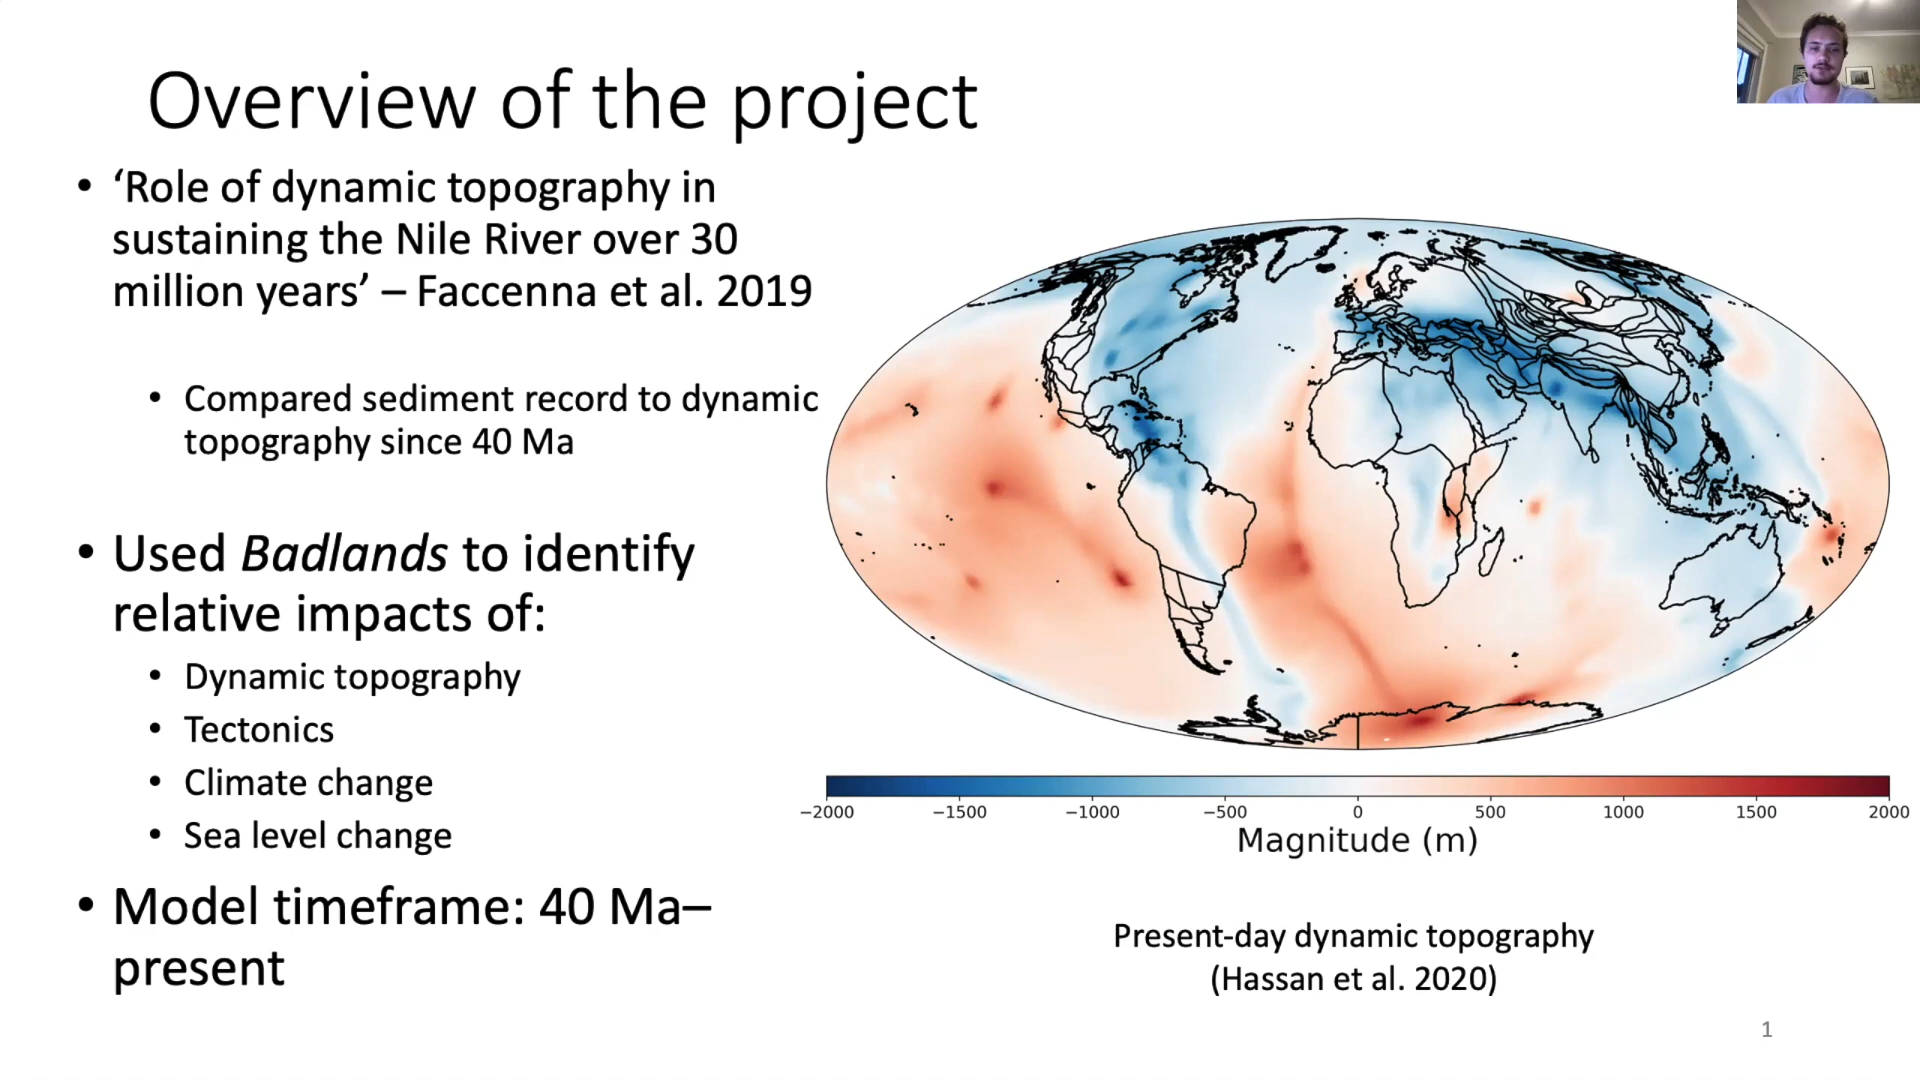 Overview of the project
• ‘Role of dynamic topography in
sustaining the Nile River over 30
million years’ – Faccenna et al. 2019
• Compared sediment record to dynamic
topography since 40 Ma
• Used Badlands to identify
relative impacts of:
• Dynamic topography
• Tectonics
• Climate change
• Sea level change
• Model timeframe: 40 Ma–
present
−2000 −1500 −1000 −500 0 500 1000 1500 2000
Magnitude (m)
Present-day dynamic topography
(Hassan et al. 2020)
1